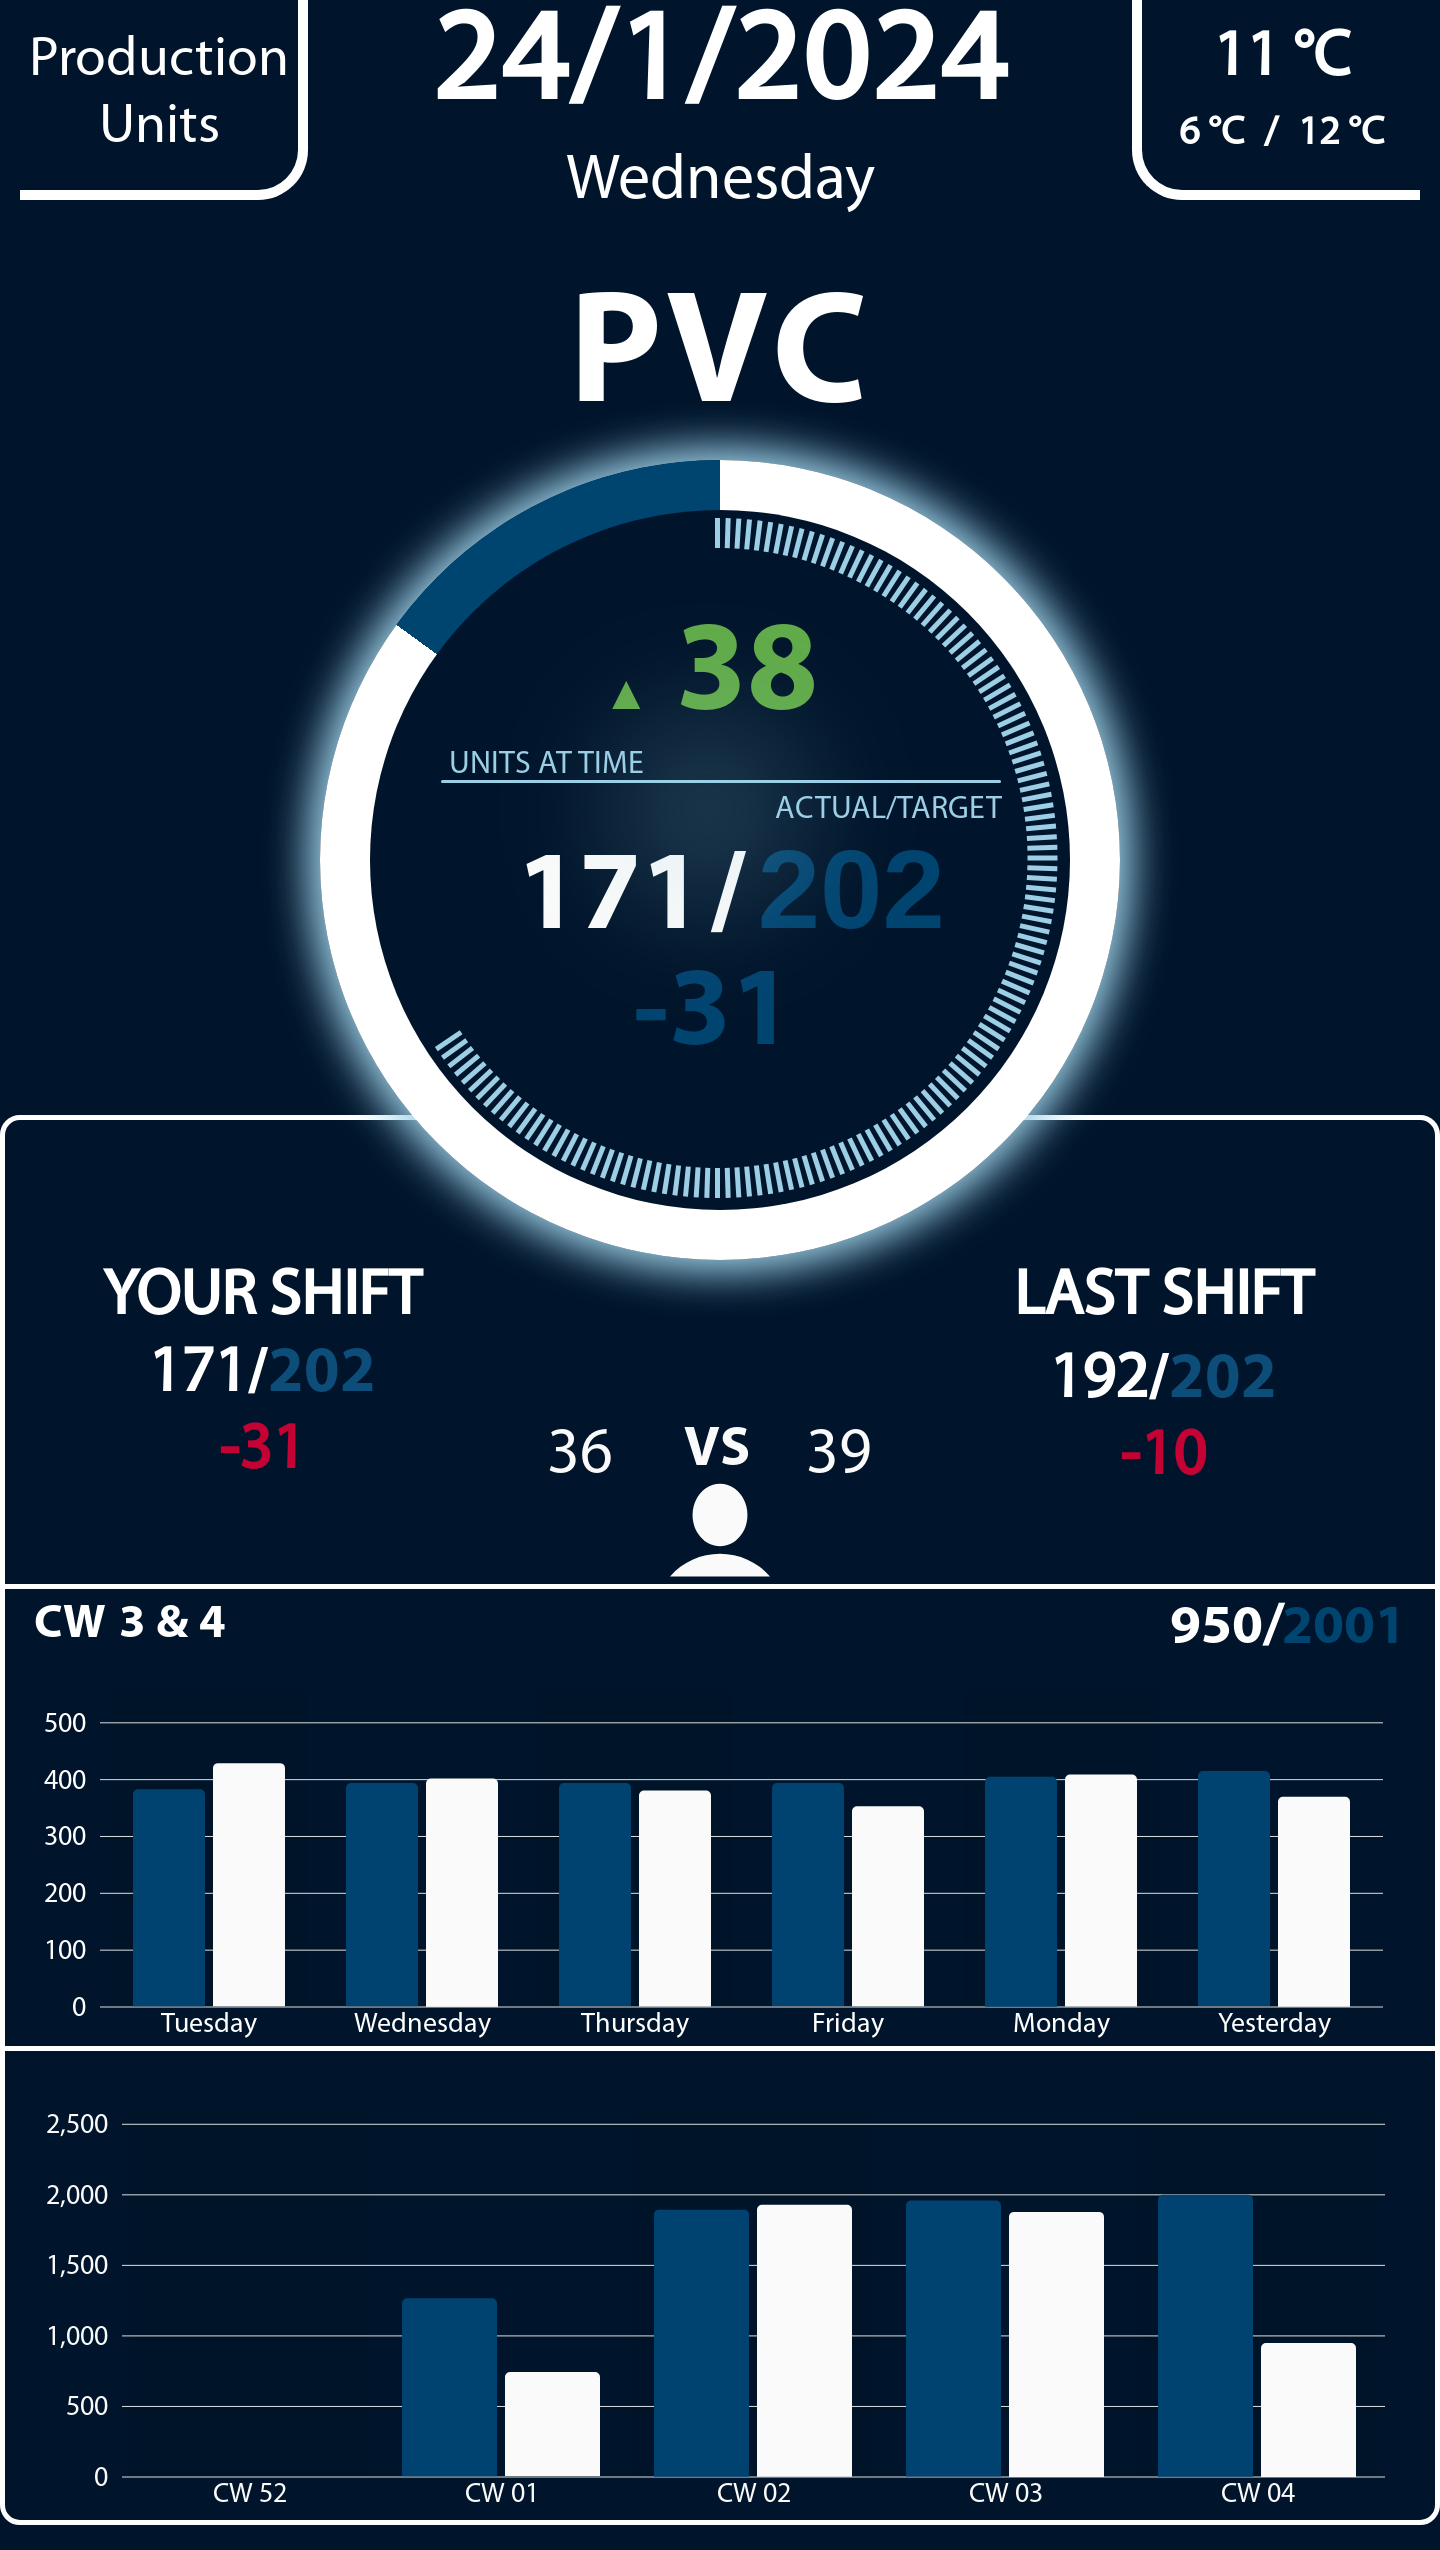 Production
Units
24/1/2024
Wednesday
11 °C
6 °C / 12 °C
PVC
▲ 38
UNITS AT TIME
ACTUAL/TARGET
171/202
-31
YOUR SHIFT
171/202
-31
36 VS 39
LAST SHIFT
192/202
-10
CW 3 & 4
950/2001
500
400
300
200
100
0
Tuesday Wednesday Thursday Friday Monday Yesterday
2,500
2,000
1,500
1,000
500
0
CW 52 CW 01 CW 02 CW 03 CW 04